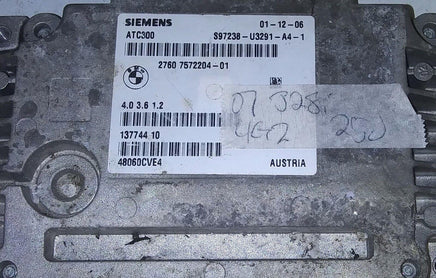 SIEMENS 01-12-06
ATC300 S97238-U3291-A4-1
BMW
2760 7572204-01
4.0 3.6 1.2
07 328i
137744 10
250
48060CVE4 AUSTRIA